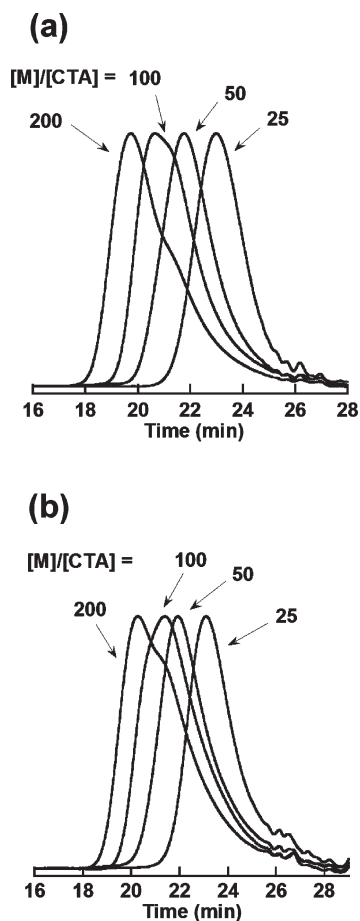 (a)
[M]/[CTA] = 100
50
200
25
16 18 20 22 24 26 28
Time (min)
(b)
[M]/[CTA] = 100
50
200
25
16 18 20 22 24 26 28
Time (min)